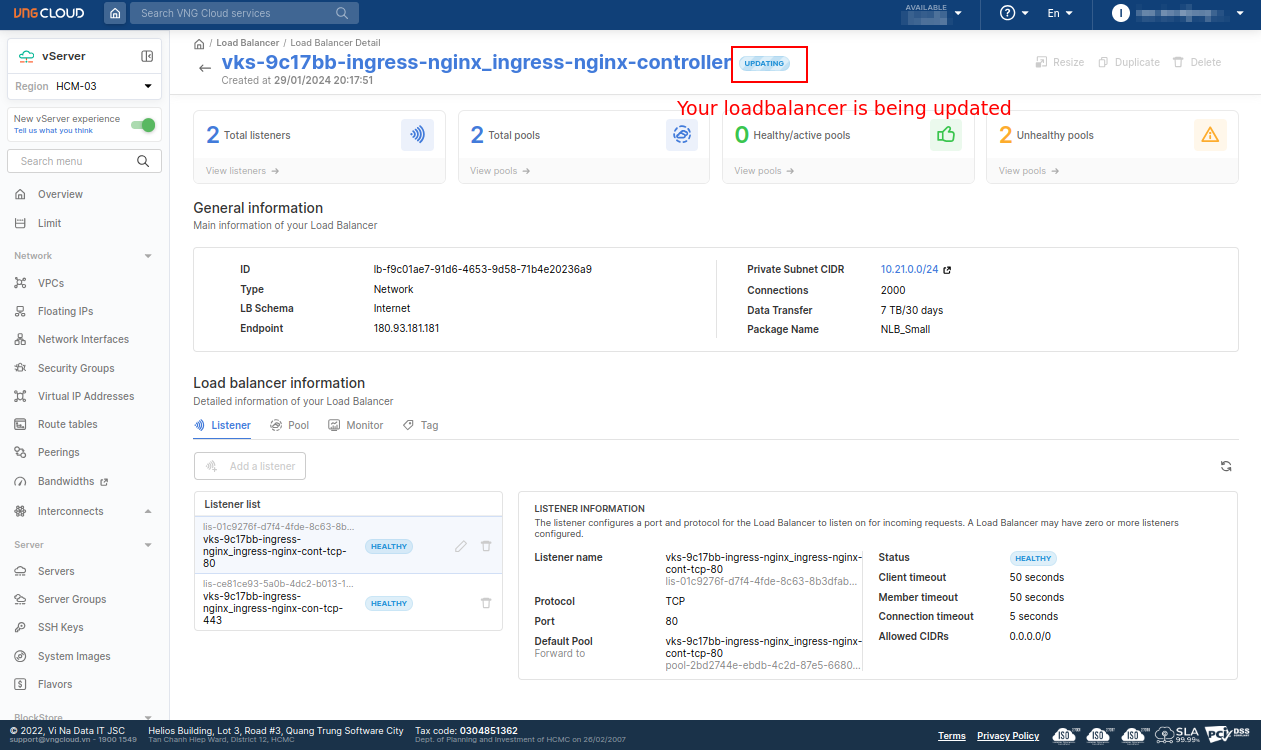 VNG CLOUD
Search VNG Cloud services
AVAILABLE
En
I
vServer
Region HCM-03
New vServer experience
Tell us what you think
Search menu
Overview
Limit
Network
VPCs
Floating IPs
Network Interfaces
Security Groups
Virtual IP Addresses
Route tables
Peerings
Bandwidths
Interconnects
Server
Servers
Server Groups
SSH Keys
System Images
Flavors
BlockStore
/ Load Balancer / Load Balancer Detail
vks-9c17bb-ingress-nginx_ingress-nginx-controller UPDATING
Created at 29/01/2024 20:17:51
Resize Duplicate Delete
Your loadbalancer is being updated
2 Total listeners
View listeners
2 Total pools
View pools
0 Healthy/active pools
View pools
2 Unhealthy pools
View pools
General information
Main information of your Load Balancer
ID lb-f9c01ae7-91d6-4653-9d58-71b4e20236a9
Type Network
LB Schema Internet
Endpoint 180.93.181.181
Private Subnet CIDR 10.21.0.0/24
Connections 2000
Data Transfer 7 TB/30 days
Package Name NLB_Small
Load balancer information
Detailed information of your Load Balancer
Listener Pool Monitor Tag
Add a listener
Listener list
lis-01c9276f-d7f4-4fde-8c63-8b...
vks-9c17bb-ingress-
nginx_ingress-nginx-cont-tcp-
80
HEALTHY
lis-ce81ce93-5a0b-4dc2-b013-1...
vks-9c17bb-ingress-
nginx_ingress-nginx-con-tcp-
443
HEALTHY
LISTENER INFORMATION
The listener configures a port and protocol for the Load Balancer to listen on for incoming requests. A Load Balancer may have zero or more listeners
configured.
Listener name vks-9c17bb-ingress-nginx_ingress-nginx-
cont-tcp-80
lis-01c9276f-d7f4-4fde-8c63-8b3dfab...
Protocol TCP
Port 80
Default Pool vks-9c17bb-ingress-nginx_ingress-nginx-
Forward to cont-tcp-80
pool-2bd2744e-ebdb-4c2d-87e5-6680...
Status HEALTHY
Client timeout 50 seconds
Member timeout 50 seconds
Connection timeout 5 seconds
Allowed CIDRs 0.0.0.0/0
© 2022, Vi Na Data IT JSC
support@vngcloud.vn - 1900 1549
Helios Building, Lot 3, Road #3, Quang Trung Software City
Tan Chanh Hiep Ward, District 12, HCMC
Tax code: 0304851362
Dept. of Planning and Investment of HCMC on 26/02/2007
Terms Privacy Policy
ISO ISO ISO
SLA
99.99%
PCI DSS